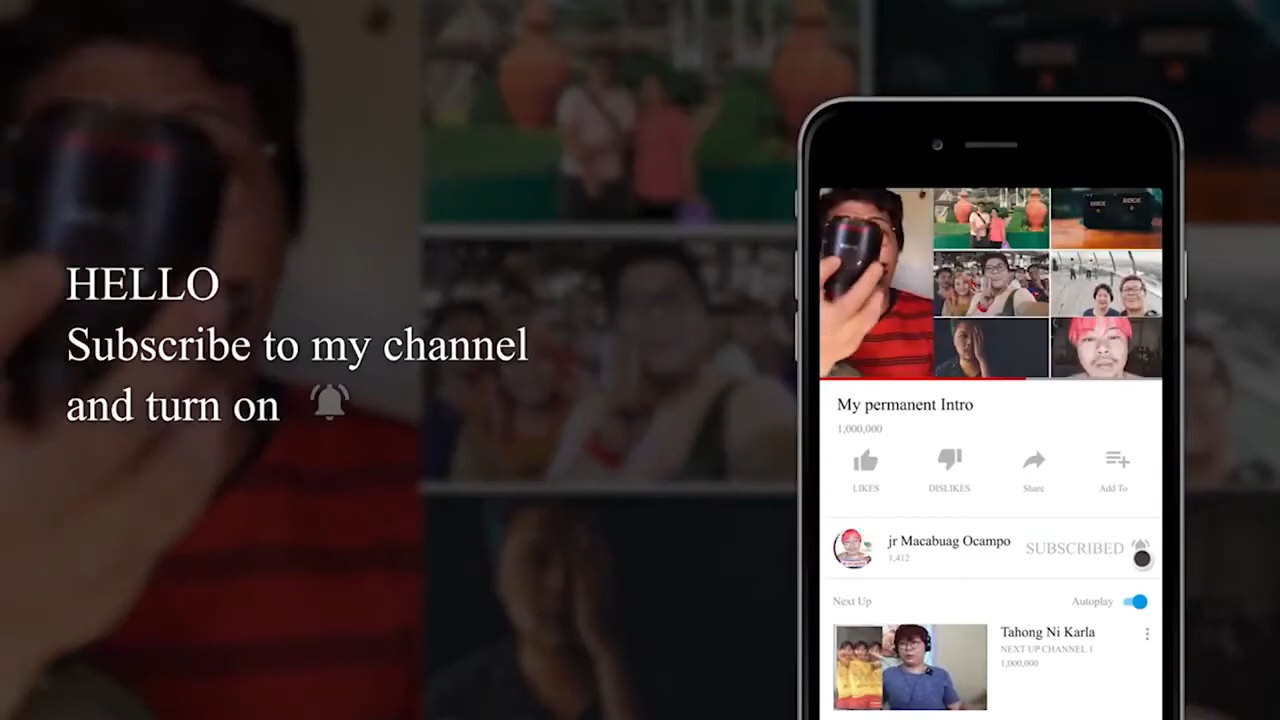 HELLO
Subscribe to my channel
and turn on
My permanent Intro
1,000,000
LIKES
DISLIKES
Share
Add To
jr Macabuag Ocampo
1,412
SUBSCRIBED
Next Up
Autoplay
Tahong Ni Karla
NEXT UP CHANNEL 1
1,000,000